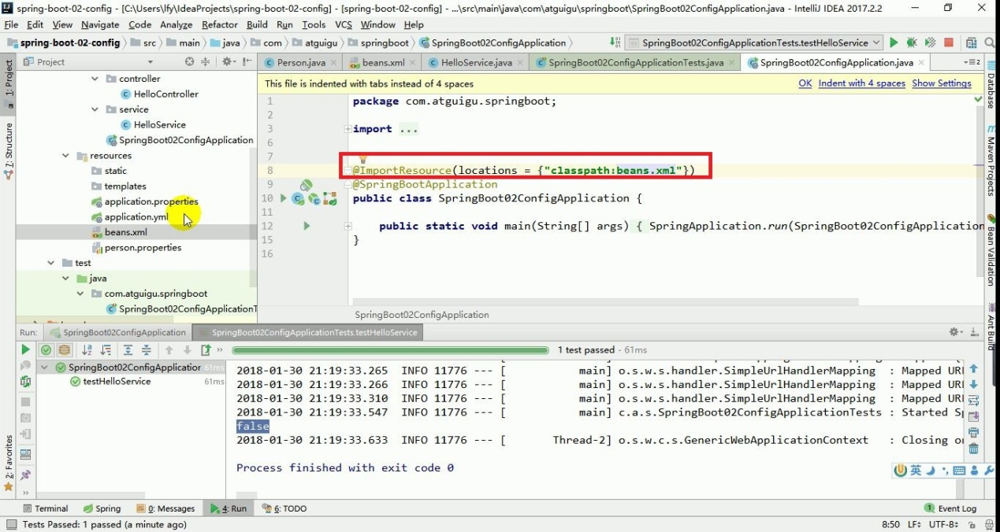 spring-boot-02-config - [C:\Users\lfy\IdeaProjects\spring-boot-02-config] - [spring-boot-02-config] - ...\src\main\java\com\atguigu\springboot\SpringBoot02ConfigApplication.java - IntelliJ IDEA 2017.2.2
File Edit View Navigate Code Analyze Refactor Build Run Tools VCS Window Help
spring-boot-02-config src main java com atguigu springboot SpringBoot02ConfigApplication SpringBoot02ConfigApplicationTests.testHelloService
Project
Person.java beans.xml HelloService.java SpringBoot02ConfigApplicationTests.java SpringBoot02ConfigApplication.java
This file is indented with tabs instead of 4 spaces OK Indent with 4 spaces Show Settings
1: Project
Z: Structure
2: Favorites
controller
HelloController
service
HelloService
SpringBoot02ConfigApplication
resources
static
templates
application.properties
application.yml
beans.xml
person.properties
test
java
com.atguigu.springboot
SpringBoot02ConfigApplicationT
1 package com.atguigu.springboot;
2
3 import ...
6
7
8 @ImportResource(locations = {"classpath:beans.xml"})
9 @SpringBootApplication
10 public class SpringBoot02ConfigApplication {
11
12 public static void main(String[] args) { SpringApplication.run(SpringBoot02ConfigApplication
15 }
16
SpringBoot02ConfigApplication
Database
Maven Projects
Bean Validation
Ant Build
Run: SpringBoot02ConfigApplication SpringBoot02ConfigApplicationTests.testHelloService
1 test passed - 61ms
SpringBoot02ConfigApplication 61ms
testHelloService 61ms
2018-01-30 21:19:33.265 INFO 11776 --- [ main] o.s.w.s.handler.SimpleUrlHandlerMapping : Mapped URL
2018-01-30 21:19:33.266 INFO 11776 --- [ main] o.s.w.s.handler.SimpleUrlHandlerMapping : Mapped URL
2018-01-30 21:19:33.310 INFO 11776 --- [ main] o.s.w.s.handler.SimpleUrlHandlerMapping : Mapped URL
2018-01-30 21:19:33.547 INFO 11776 --- [ main] c.a.s.SpringBoot02ConfigApplicationTests : Started Sp
false
2018-01-30 21:19:33.633 INFO 11776 --- [ Thread-2] o.s.w.c.s.GenericWebApplicationContext : Closing or
Process finished with exit code 0
英
Terminal Spring 0: Messages 4: Run 6: TODO Event Log
Tests Passed: 1 passed (a minute ago) 8:50 LF UTF-8